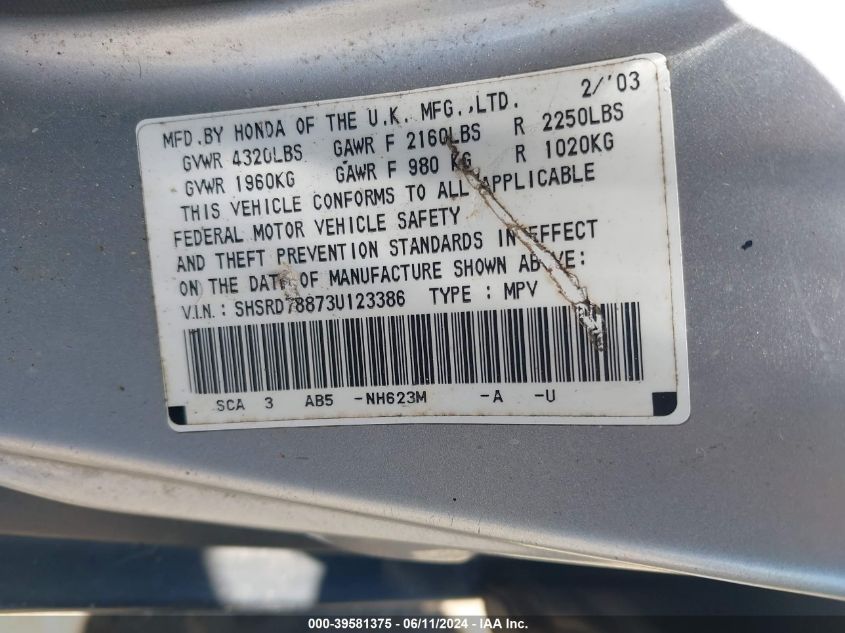 2/'03
MFD.BY HONDA OF THE U.K. MFG.,LTD.
GVWR 4320LBS GAWR F 2160LBS R 2250LBS
GVWR 1960KG GAWR F 980 KG R 1020KG
THIS VEHICLE CONFORMS TO ALL APPLICABLE
FEDERAL MOTOR VEHICLE SAFETY
AND THEFT PREVENTION STANDARDS IN EFFECT
ON THE DATE OF MANUFACTURE SHOWN ABOVE:
V.I.N.: SHSRD78873U123386 TYPE : MPV
SCA 3 AB5 -NH623M -A -U
000-39581375 - 06/11/2024 - IAA Inc.